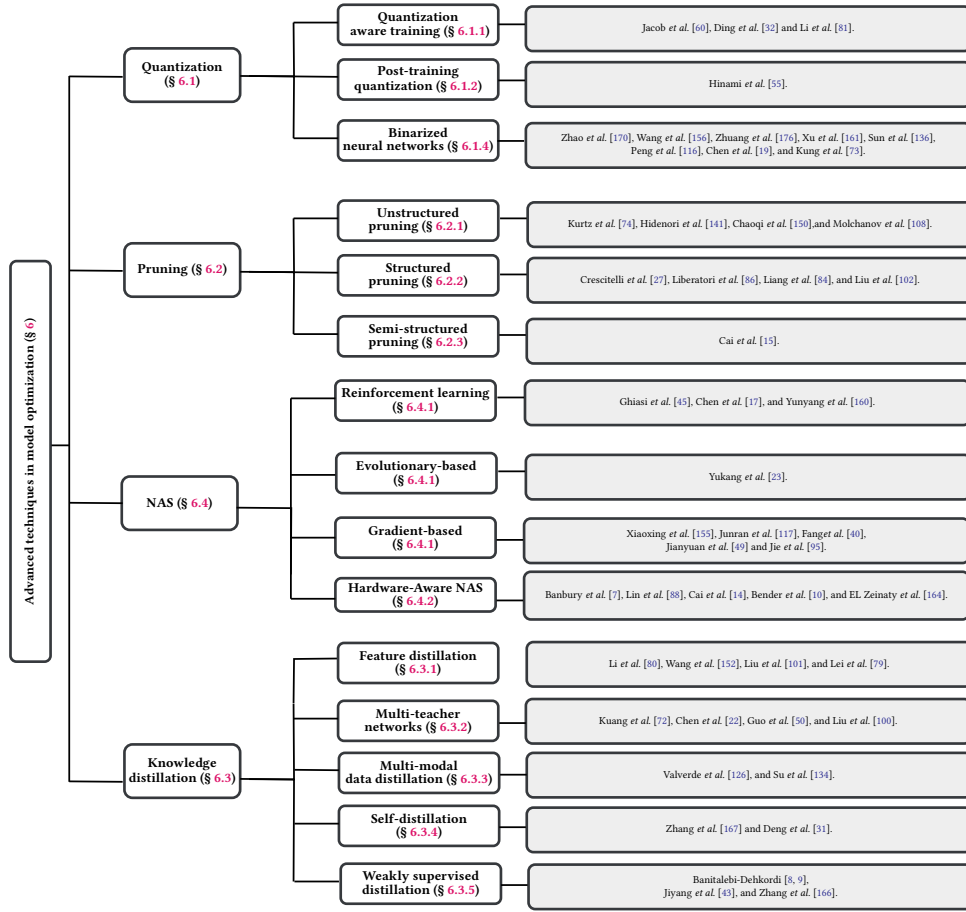 Advanced techniques in model optimization (§ 6)
Quantization
(§ 6.1)
Quantization
aware training (§ 6.1.1)
Jacob et al. [60], Ding et al. [32] and Li et al. [81].
Post-training
quantization (§ 6.1.2)
Hinami et al. [55].
Binarized
neural networks (§ 6.1.4)
Zhao et al. [170], Wang et al. [156], Zhuang et al. [176], Xu et al. [161], Sun et al. [136],
Peng et al. [116], Chen et al. [19], and Kung et al. [73].
Pruning (§ 6.2)
Unstructured
pruning (§ 6.2.1)
Kurtz et al. [74], Hidenori et al. [141], Chaoqi et al. [150],and Molchanov et al. [108].
Structured
pruning (§ 6.2.2)
Crescitelli et al. [27], Liberatori et al. [86], Liang et al. [84], and Liu et al. [102].
Semi-structured
pruning (§ 6.2.3)
Cai et al. [15].
NAS (§ 6.4)
Reinforcement learning
(§ 6.4.1)
Ghiasi et al. [45], Chen et al. [17], and Yunyang et al. [160].
Evolutionary-based
(§ 6.4.1)
Yukang et al. [23].
Gradient-based
(§ 6.4.1)
Xiaoxing et al. [155], Junran et al. [117], Fanget al. [40],
Jianyuan et al. [49] and Jie et al. [95].
Hardware-Aware NAS
(§ 6.4.2)
Banbury et al. [7], Lin et al. [88], Cai et al. [14], Bender et al. [10], and EL Zeinaty et al. [164].
Knowledge
distillation (§ 6.3)
Feature distillation
(§ 6.3.1)
Li et al. [80], Wang et al. [152], Liu et al. [101], and Lei et al. [79].
Multi-teacher
networks (§ 6.3.2)
Kuang et al. [72], Chen et al. [22], Guo et al. [50], and Liu et al. [100].
Multi-modal
data distillation (§ 6.3.3)
Valverde et al. [126], and Su et al. [134].
Self-distillation
(§ 6.3.4)
Zhang et al. [167] and Deng et al. [31].
Weakly supervised
distillation (§ 6.3.5)
Banitalebi-Dehkordi [8, 9],
Jiyang et al. [43], and Zhang et al. [166].